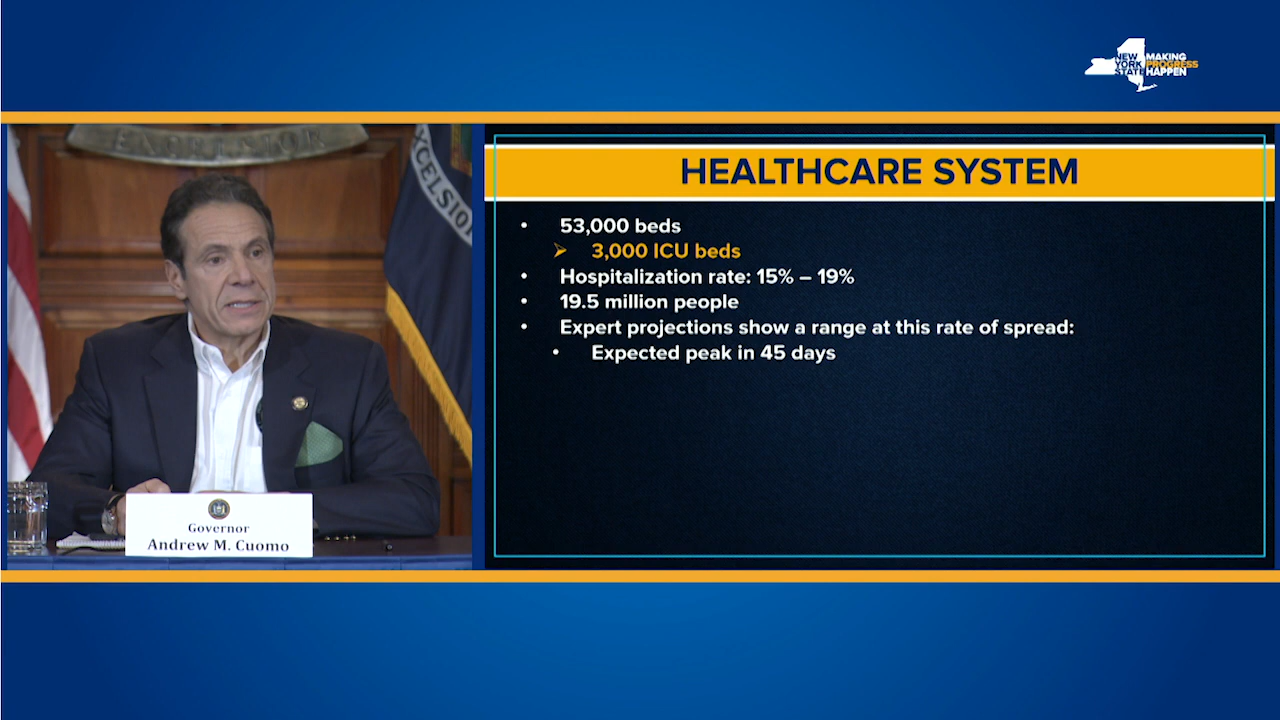 NEW
YORK
STATE
MAKING
PROGRESS
HAPPEN
EXCELSIOR
XCELSIOR
HEALTHCARE SYSTEM
• 53,000 beds
➢ 3,000 ICU beds
• Hospitalization rate: 15% – 19%
• 19.5 million people
• Expert projections show a range at this rate of spread:
• Expected peak in 45 days
Governor
Andrew M. Cuomo